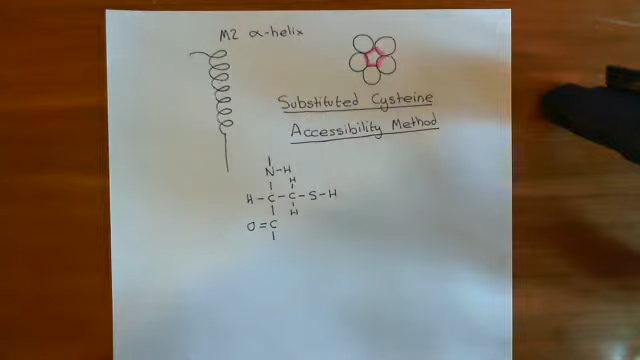 M2 α-helix
Substituted Cysteine
Accessibility Method
N-H
H
H-C-C-S-H
H
O=C